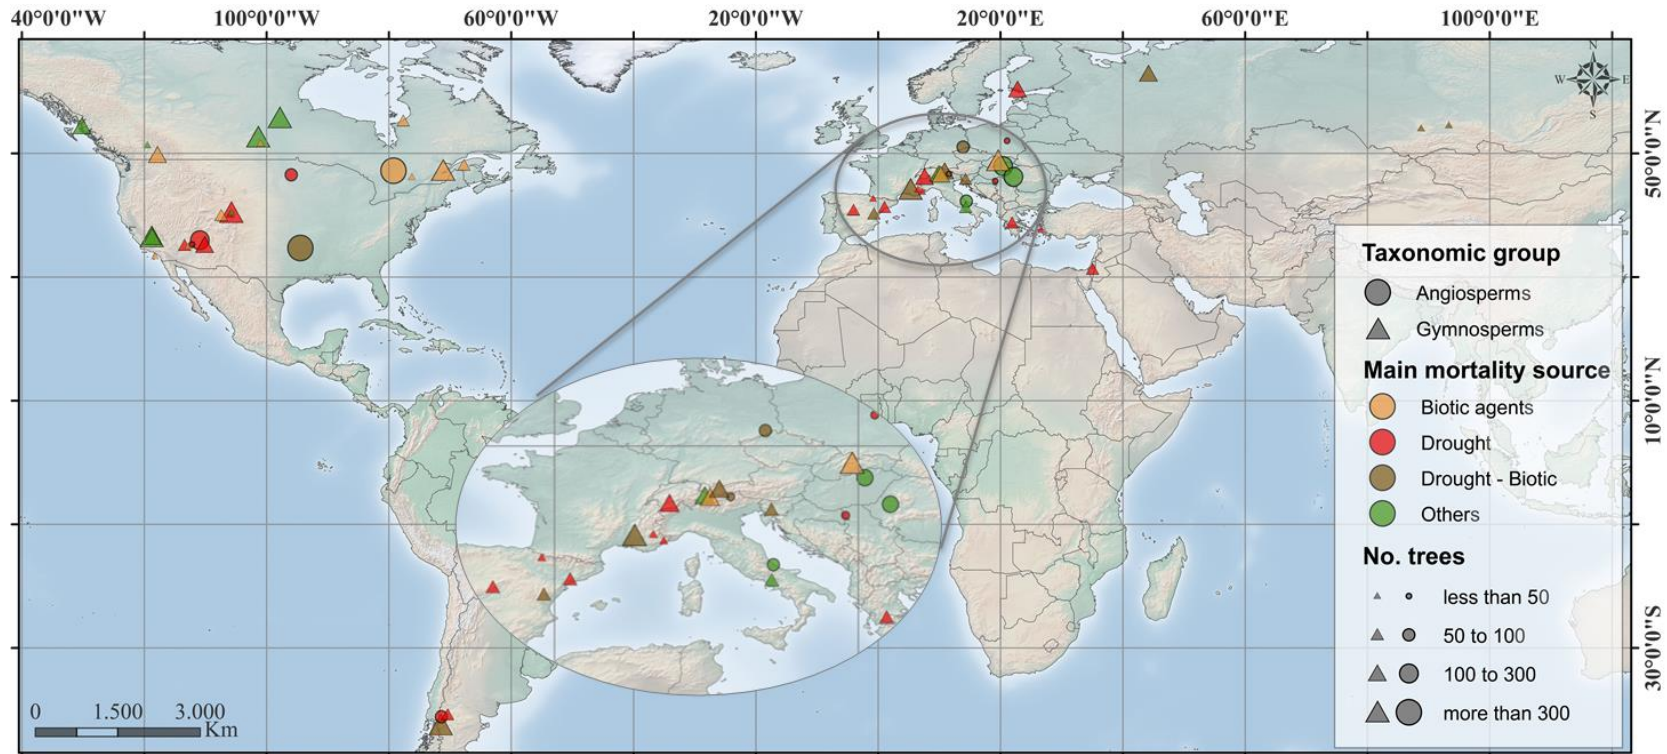 40°0'0"W 100°0'0"W 60°0'0"W 20°0'0"W 20°0'0"E 60°0'0"E 100°0'0"E
N
W E
S
50°0'0"N
10°0'0"N
30°0'0"S
Taxonomic group
Angiosperms
Gymnosperms
Main mortality source
Biotic agents
Drought
Drought - Biotic
Others
No. trees
less than 50
50 to 100
100 to 300
more than 300
0 1.500 3.000
Km